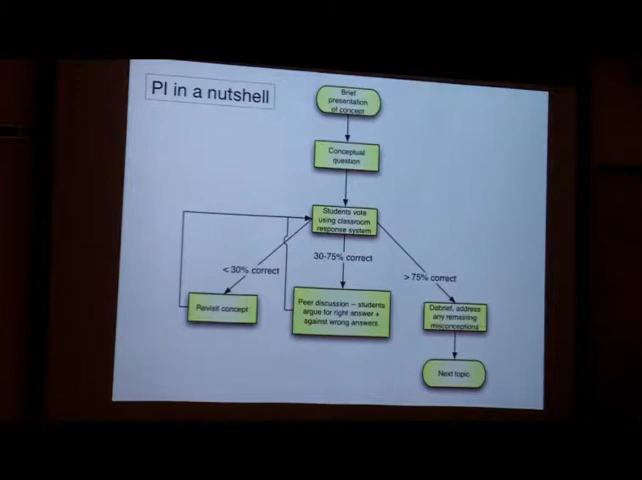 PI in a nutshell
Brief
presentation
of concept
Conceptual
question
Students vote
using classroom
response system
< 30% correct
30-75% correct
> 75% correct
Revisit concept
Peer discussion – students
argue for right answer +
against wrong answers.
Debrief, address
any remaining
misconceptions
Next topic